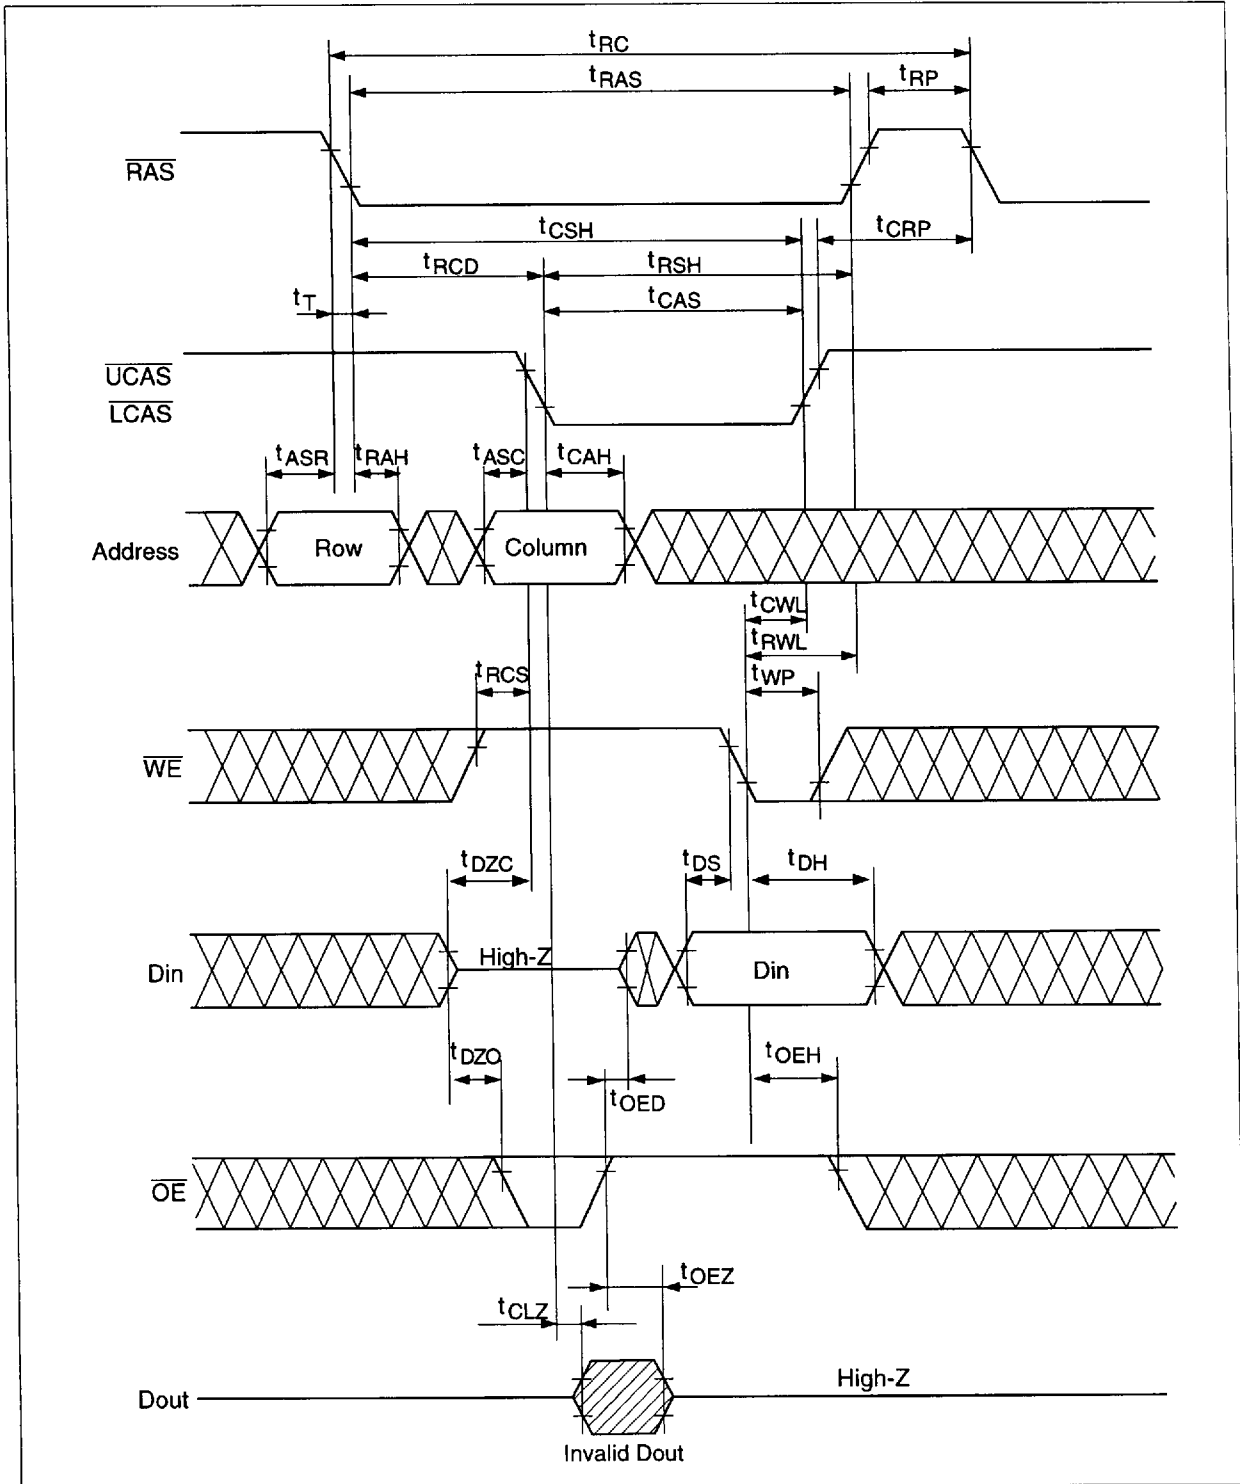 tRC
tRAS
tRP
RAS
tCSH
tCRP
tRCD
tRSH
tT
tCAS
UCAS
LCAS
tASR
tRAH
tASC
tCAH
Address
Row
Column
tCWL
tRWL
tRCS
tWP
WE
tDZC
tDS
tDH
Din
High-Z
Din
tDZO
tOED
tOEH
OE
tOEZ
tCLZ
Dout
High-Z
Invalid Dout